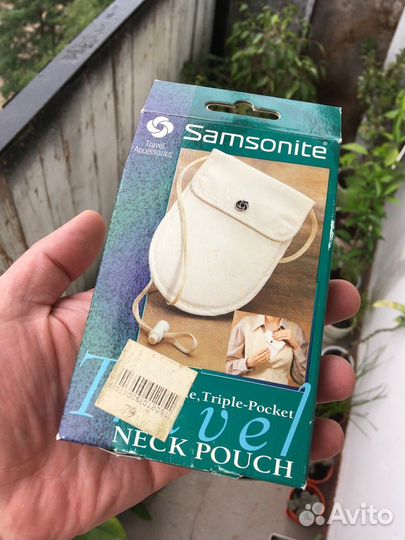 Samsonite®
Travel
Accessories
Triple-Pocket
Travel
NECK POUCH
Avito